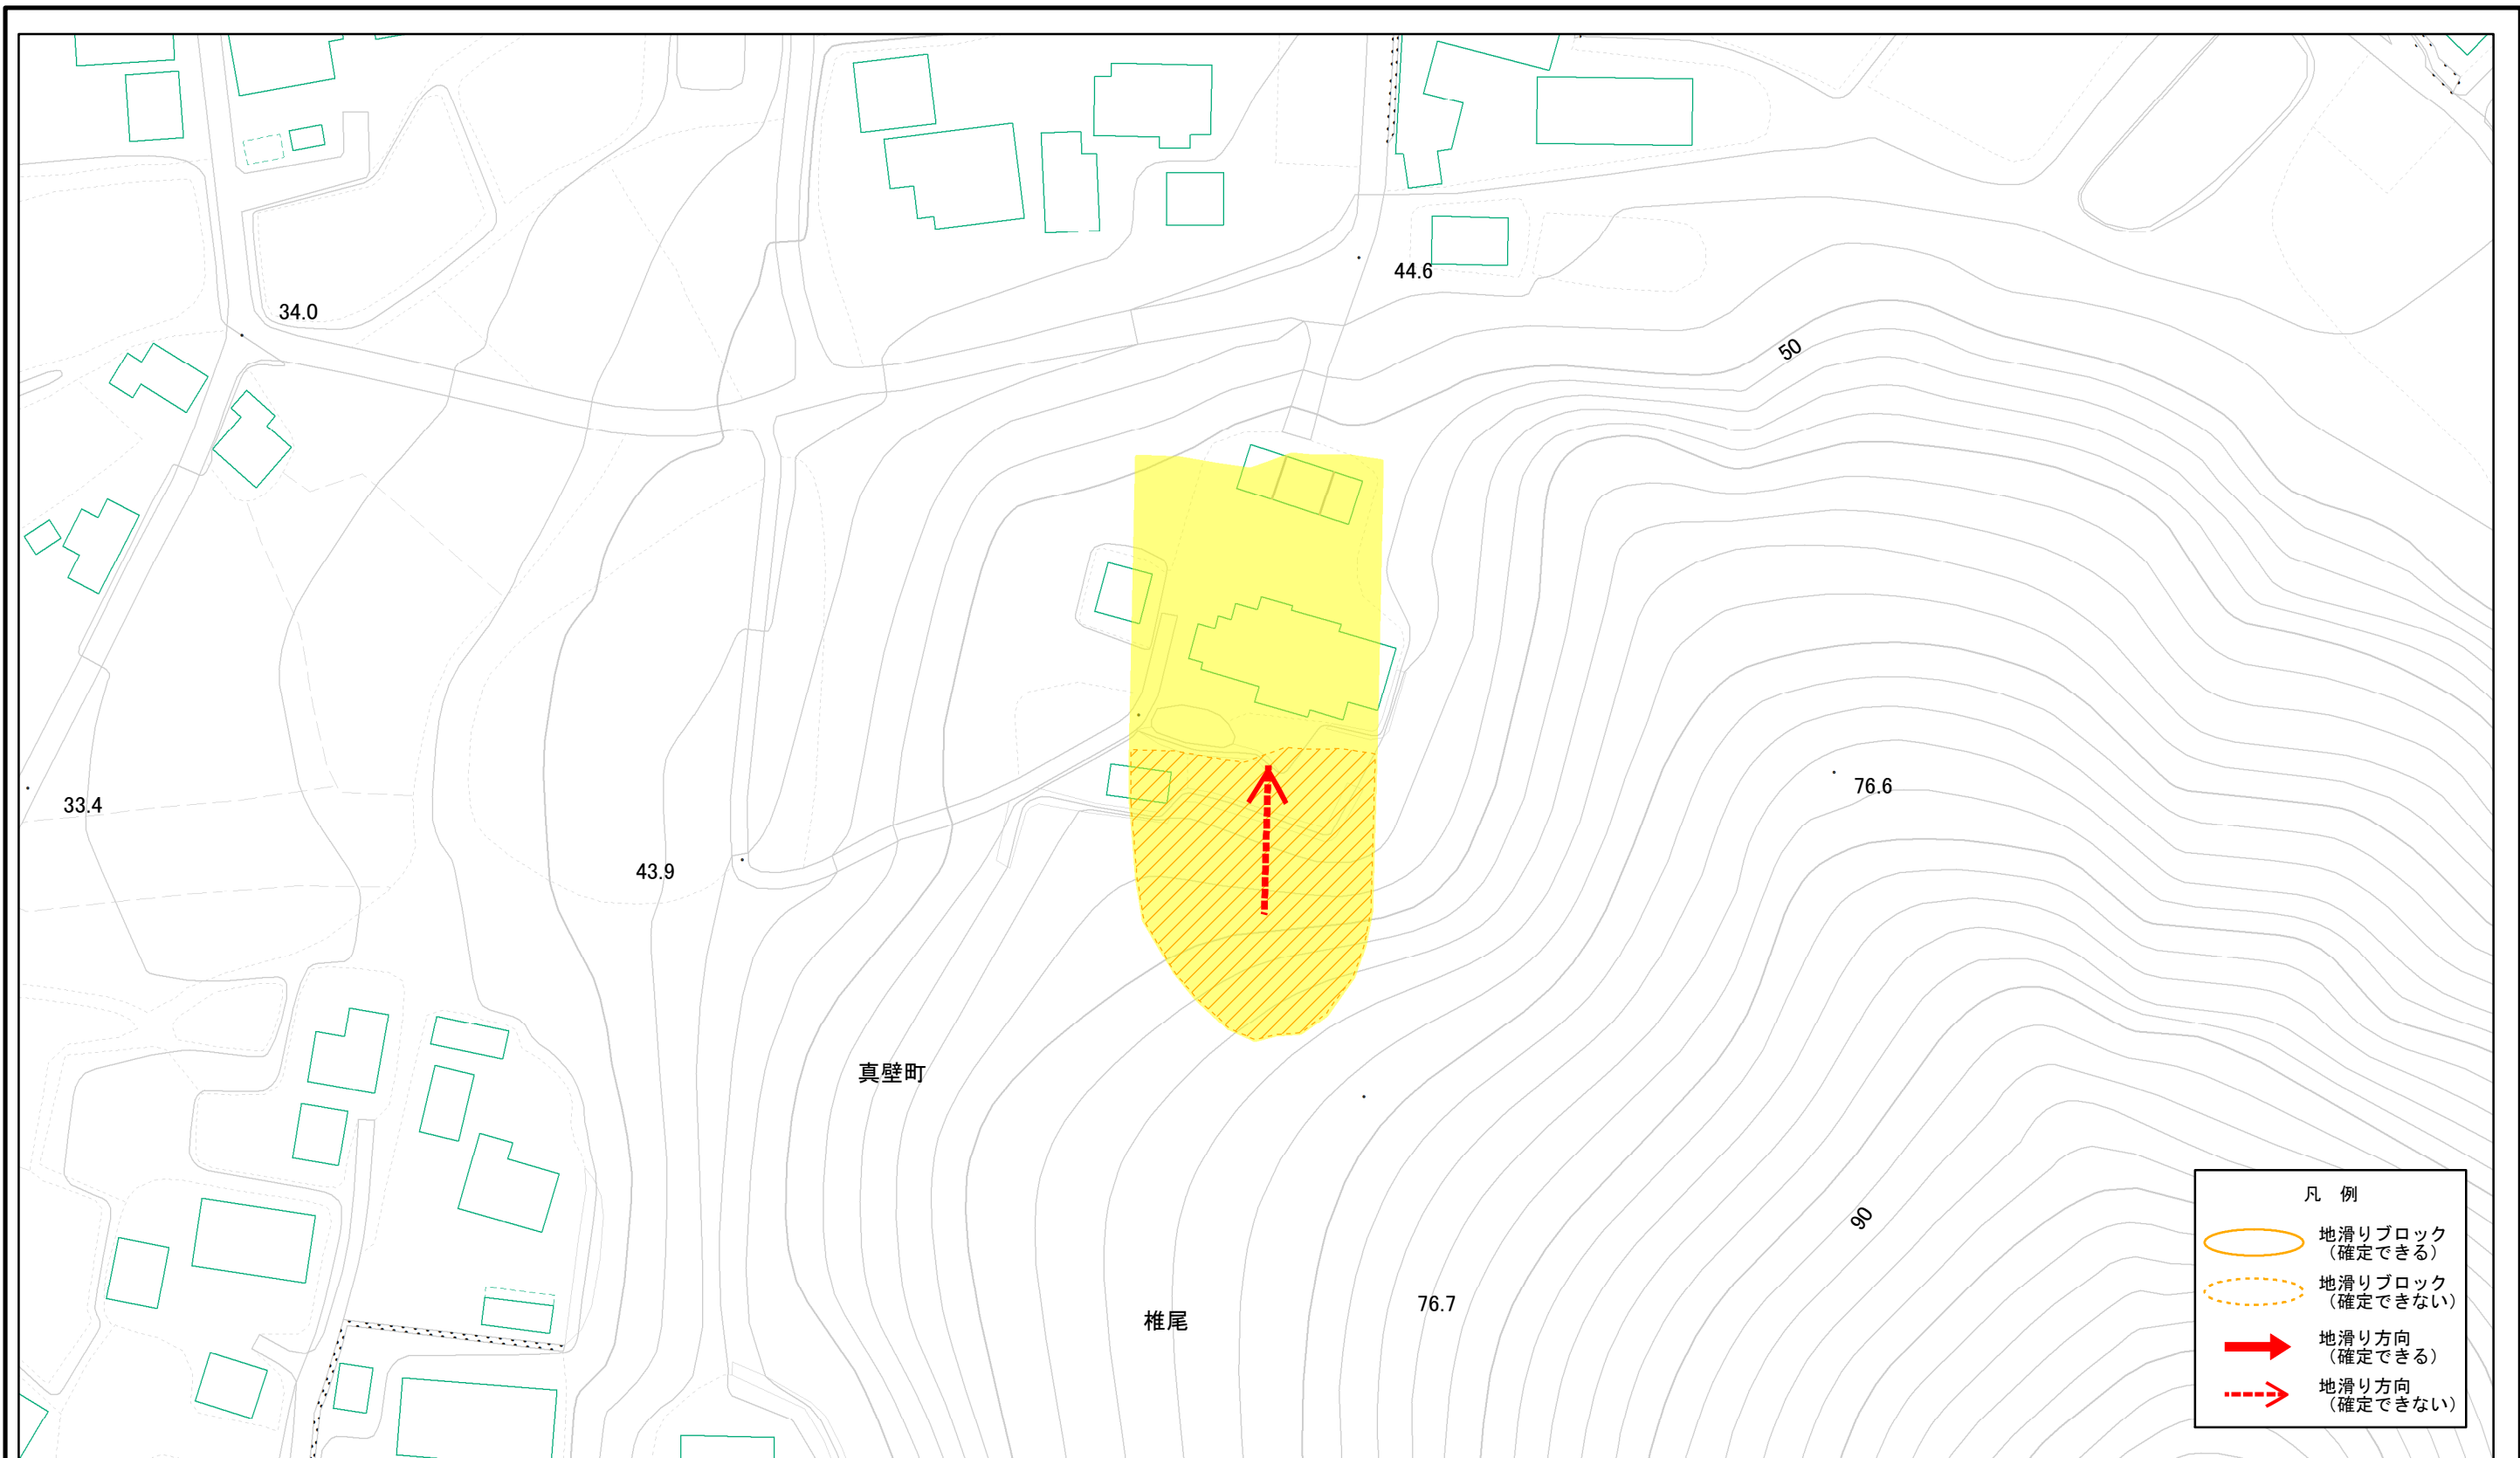 44.6
34.0
50
76.6
33.4
43.9
真壁町
90
76.7
椎尾
凡 例
地滑りブロック
（確定できる）
地滑りブロック
（確定できない）
地滑り方向
（確定できる）
地滑り方向
（確定できない）